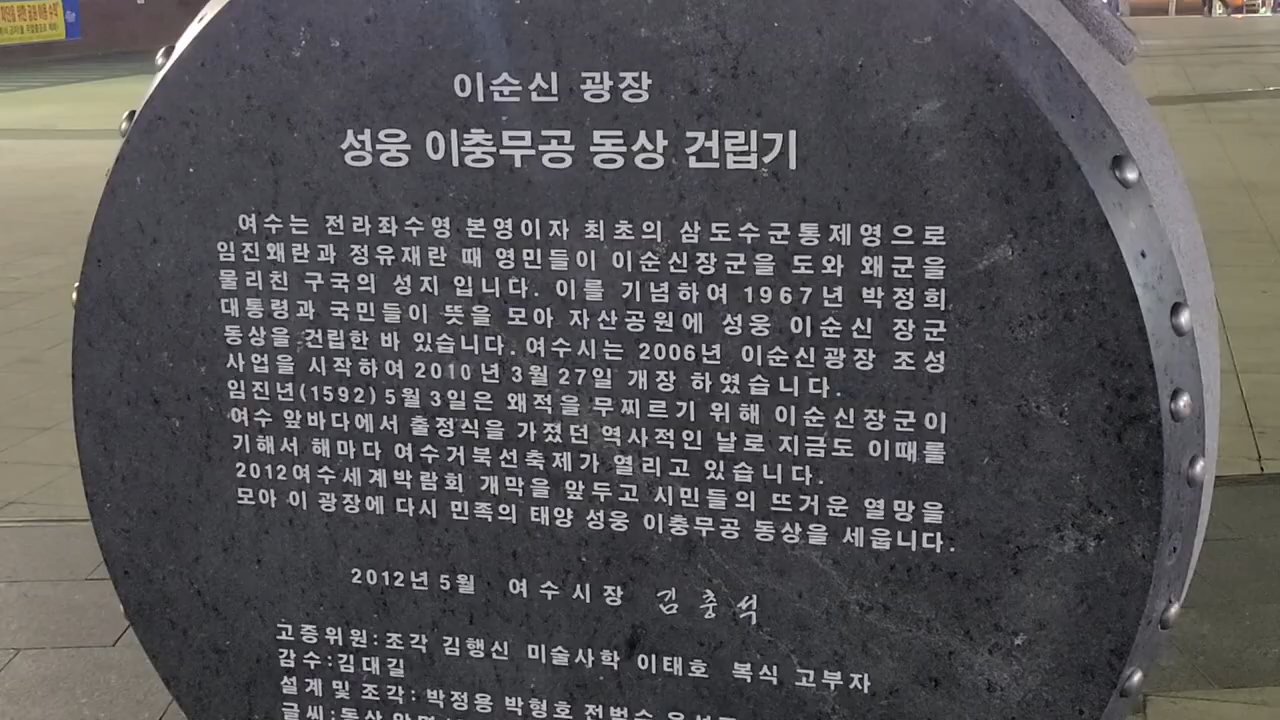 이순신 광장
성웅 이충무공 동상 건립기
여수는 전라좌수영 본영이자 최초의 삼도수군통제영으로
임진왜란과 정유재란 때 영민들이 이순신장군을 도와 왜군을
물리친 구국의 성지 입니다. 이를 기념하여 1967년 박정희
대통령과 국민들이 뜻을 모아 자산공원에 성웅 이순신 장군
동상을 건립한 바 있습니다. 여수시는 2006년 이순신광장 조성
사업을 시작하여 2010년 3월 27일 개장 하였습니다.
임진년(1592) 5월 3일은 왜적을 무찌르기 위해 이순신장군이
여수 앞바다에서 출정식을 가졌던 역사적인 날로 지금도 이때를
기해서 해마다 여수거북선축제가 열리고 있습니다.
2012여수세계박람회 개막을 앞두고 시민들의 뜨거운 열망을
모아 이 광장에 다시 민족의 태양 성웅 이충무공 동상을 세웁니다.
2012년 5월 여수시장 김충석
고증위원:조각 김행신 미술사학 이태호 복식 고부자
감수:김대길
설계 및 조각: 박정용 박형호 전범수
글씨:동상